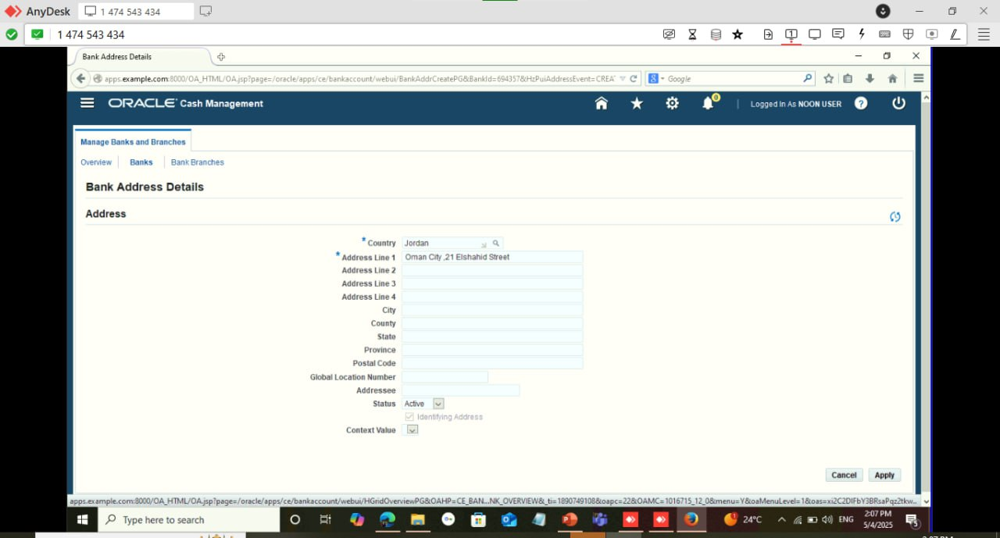 AnyDesk
1 474 543 434
1 474 543 434
Bank Address Details
apps.example.com:8000/OA_HTML/OA.jsp?page=/oracle/apps/ce/bankaccount/webui/BankAddrCreatePG&BankId=694357&HzPuiAddressEvent=CREA
Google
ORACLE Cash Management
0
Logged In As NOON USER
?
Manage Banks and Branches
Overview Banks Bank Branches
Bank Address Details
Address
* Country Jordan
* Address Line 1 Oman City ,21 Elshahid Street
Address Line 2
Address Line 3
Address Line 4
City
County
State
Province
Postal Code
Global Location Number
Addressee
Status Active
Identifying Address
Context Value
Cancel Apply
apps.example.com:8000/OA_HTML/OA.jsp?page=/oracle/apps/ce/bankaccount/webui/HGridOverviewPG&OAHP=CE_BAN...NK_OVERVIEW&_ti=1890749108&oapc=22&OAMC=1016715_12_0&menu=Y&oaMenuLevel=1&oas=xi2C2DIFbY3BRsaPqz2tkw...
Type here to search
24°C
ENG
2:07 PM
5/4/2025
5